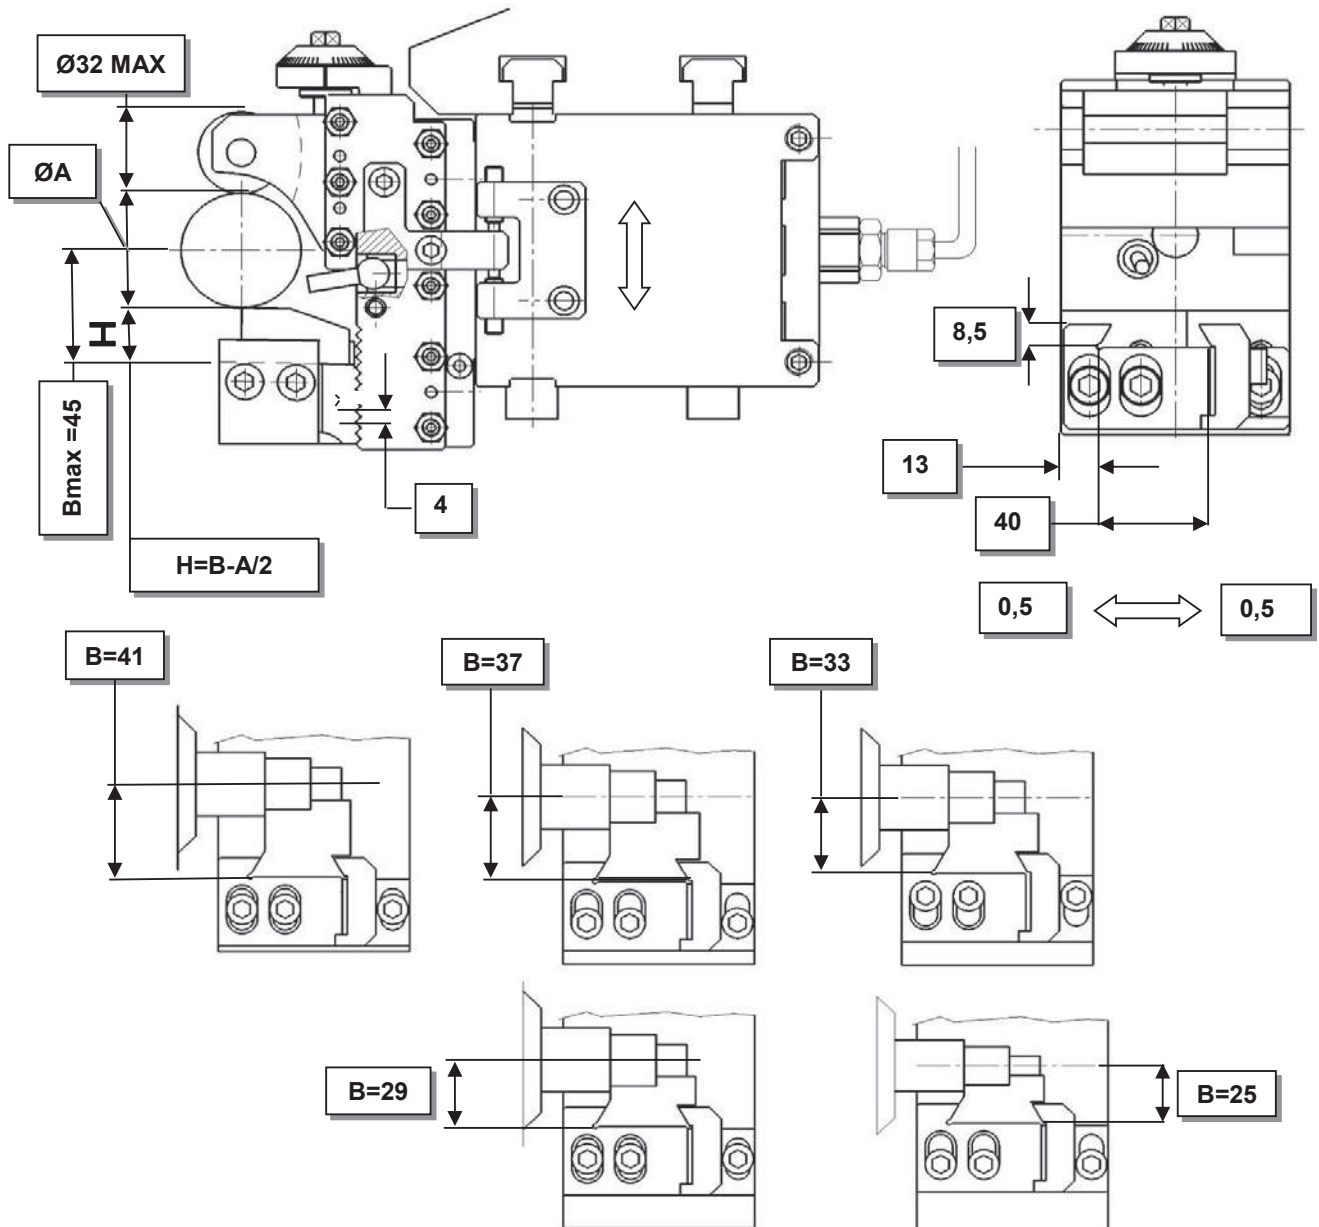 Ø32 MAX
ØA
H
Bmax =45
H=B-A/2
4
8,5
13
40
0,5
0,5
B=41
B=37
B=33
B=29
B=25